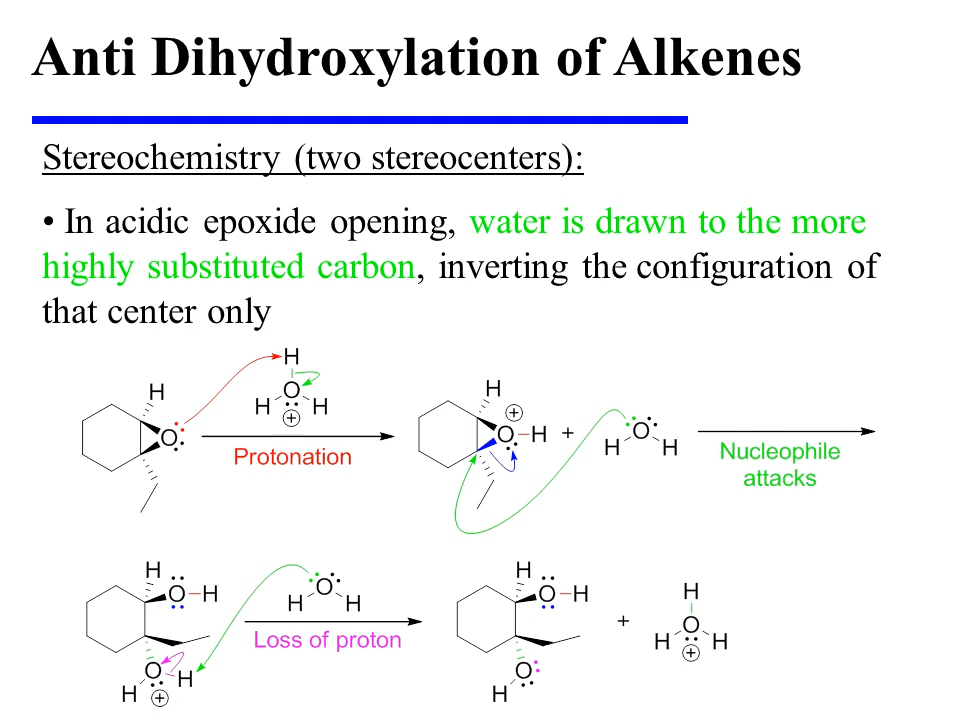 Anti Dihydroxylation of Alkenes
Stereochemistry (two stereocenters):
• In acidic epoxide opening, water is drawn to the more
highly substituted carbon, inverting the configuration of
that center only
H
H
O
H H
+
O
Protonation
H
+
O H +
O
H H
Nucleophile
attacks
H
O H
O
H
H
+
O
H H
Loss of proton
H
O H
O
H
+
H
O
H H
+